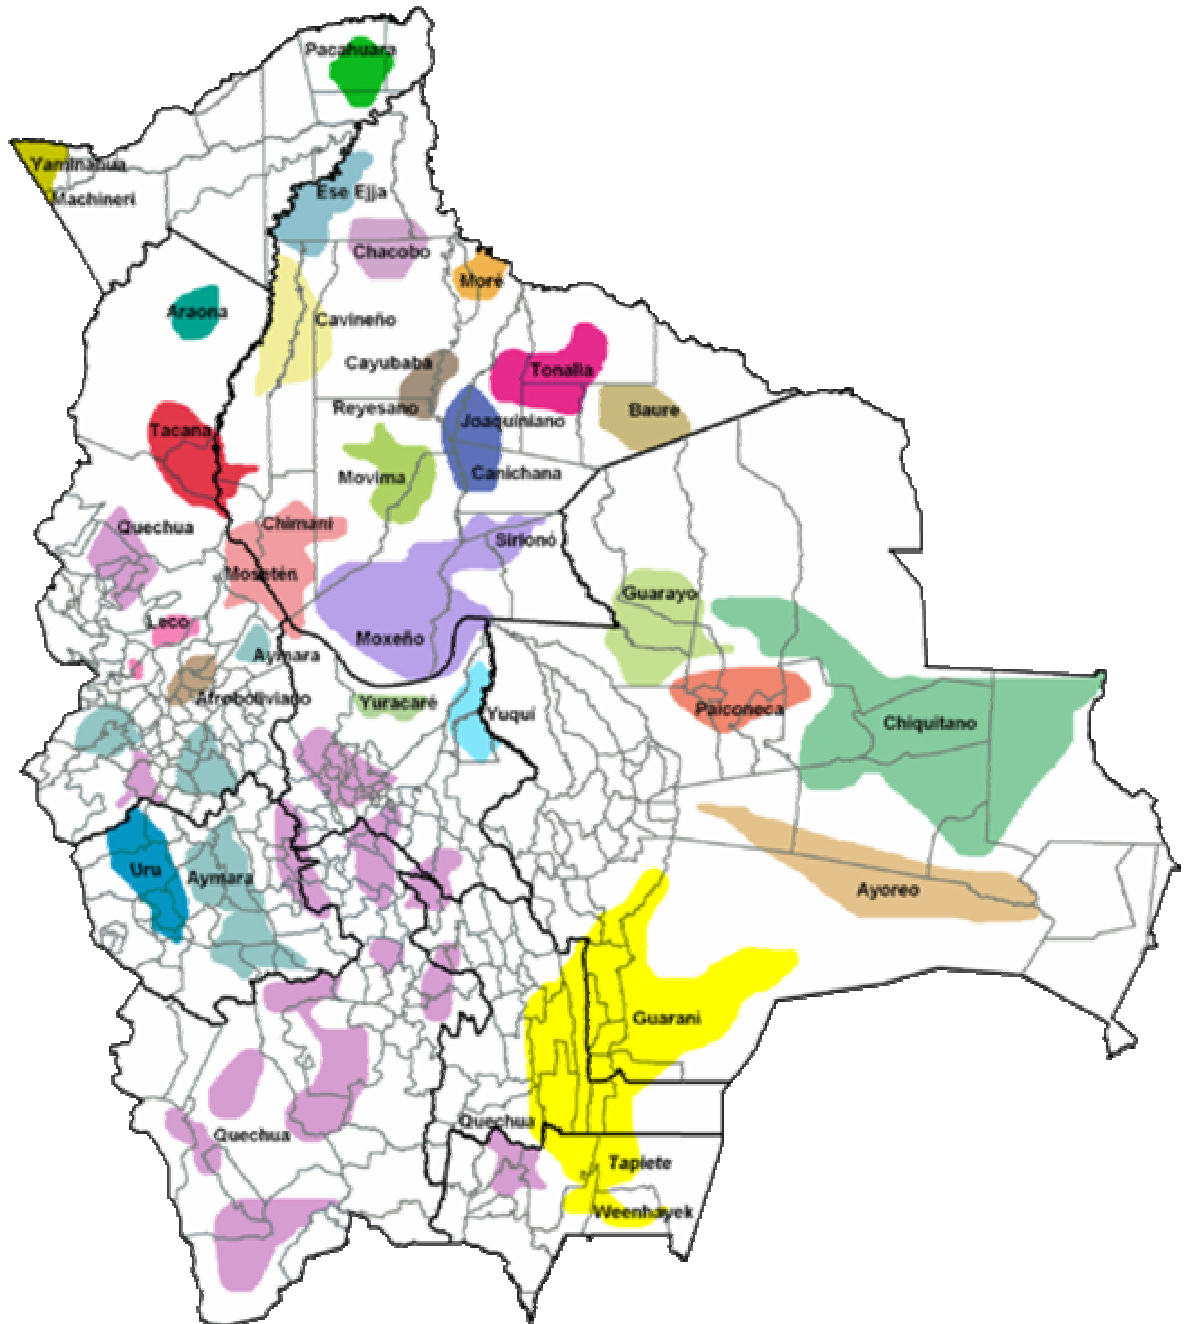 Pacahuara
Yaminahua
Machineri
Ese Ejja
Chacobo
Moré
Araona
Cavineño
Cayubaba
Tonalla
Reyesano
Baure
Joaquiniano
Tacana
Movima
Canichana
Quechua
Chimani
Sirionó
Mosetén
Guarayo
Leco
Moxeño
Aymara
Afroboliviano
Yuracaré
Yuqui
Paiconeca
Chiquitano
Uru
Aymara
Ayoreo
Guarani
Quechua
Quechua
Tapiete
Weenhayek